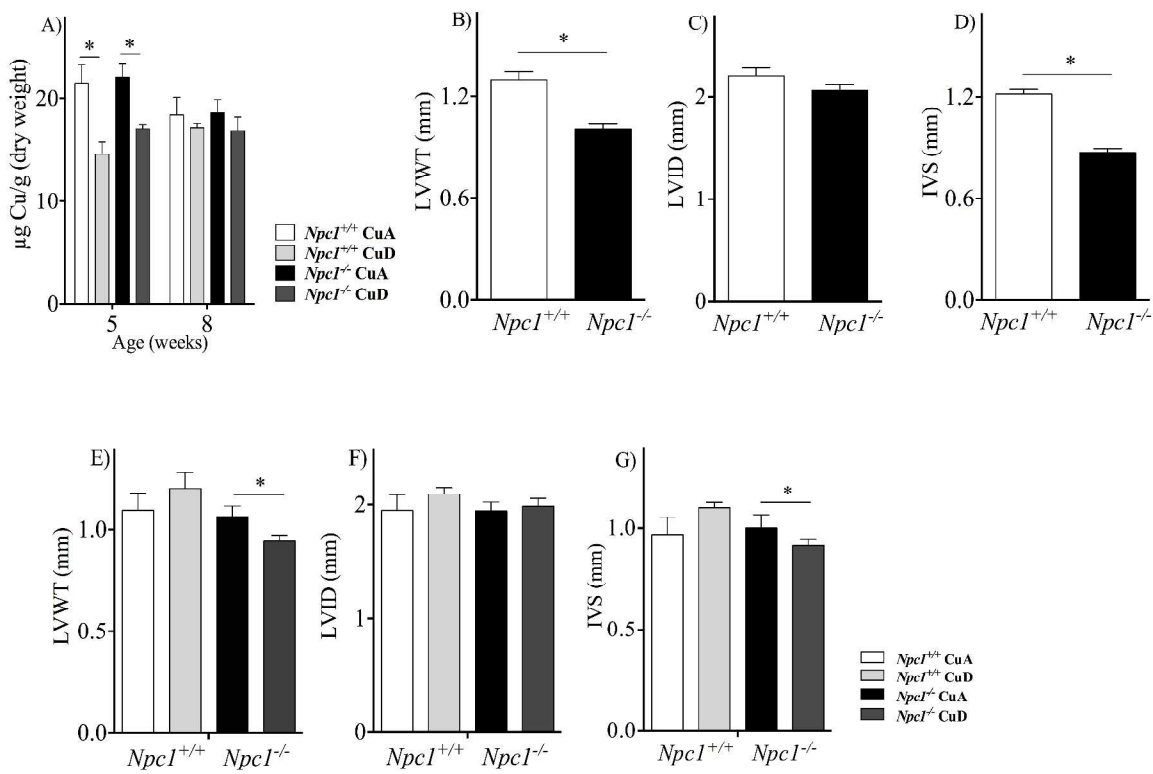 A)
µg Cu/g (dry weight)
20
10
0
*
*
5
8
Age (weeks)
Npc1+/+ CuA
Npc1+/+ CuD
Npc1-/- CuA
Npc1-/- CuD
B)
LVWT (mm)
1.2
0.6
0.0
*
Npc1+/+
Npc1-/-
C)
LVID (mm)
2
1
0
Npc1+/+
Npc1-/-
D)
IVS (mm)
1.2
0.6
0.0
*
Npc1+/+
Npc1-/-
E)
LVWT (mm)
1.0
0.5
0.0
*
Npc1+/+
Npc1-/-
F)
LVID (mm)
2
1
0
Npc1+/+
Npc1-/-
G)
IVS (mm)
1.0
0.5
0.0
*
Npc1+/+
Npc1-/-
Npc1+/+ CuA
Npc1+/+ CuD
Npc1-/- CuA
Npc1-/- CuD